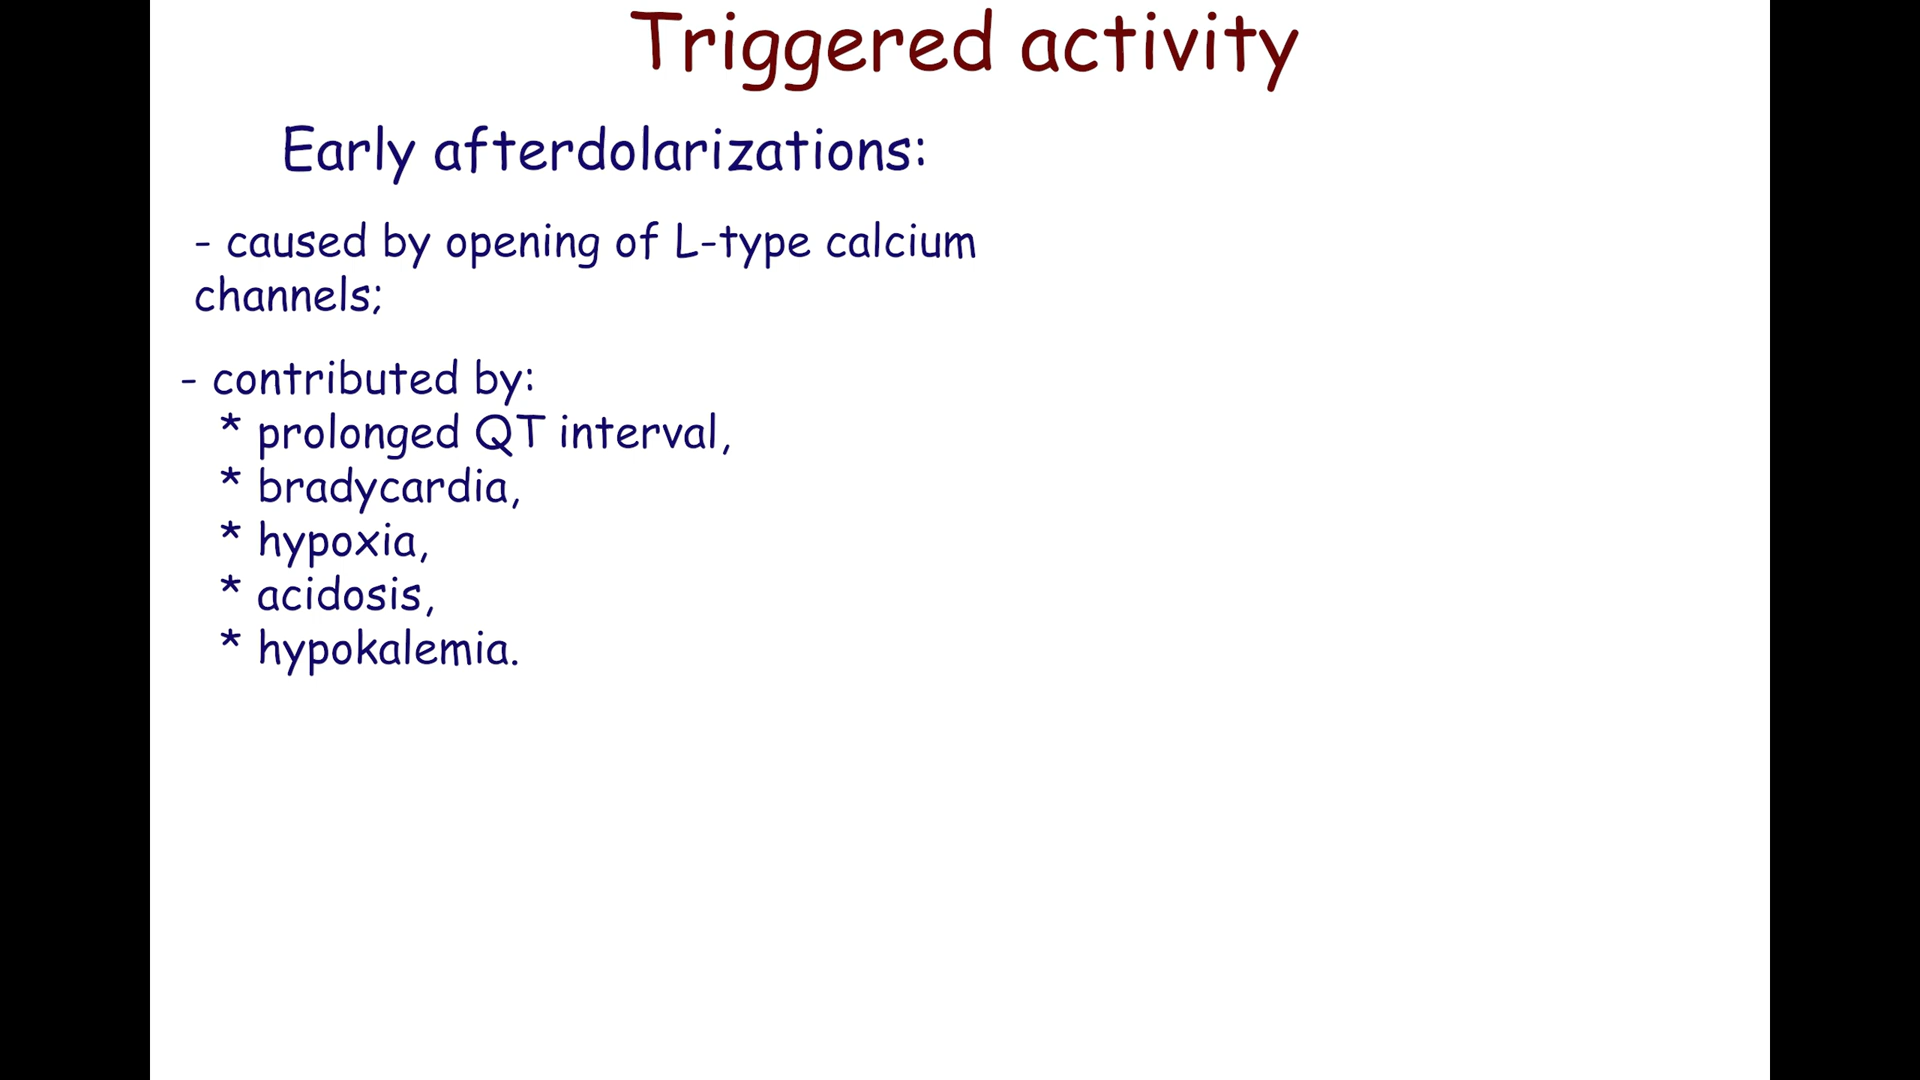 Triggered activity
Early afterdolarizations:
- caused by opening of L-type calcium
channels;
- contributed by:
* prolonged QT interval,
* bradycardia,
* hypoxia,
* acidosis,
* hypokalemia.